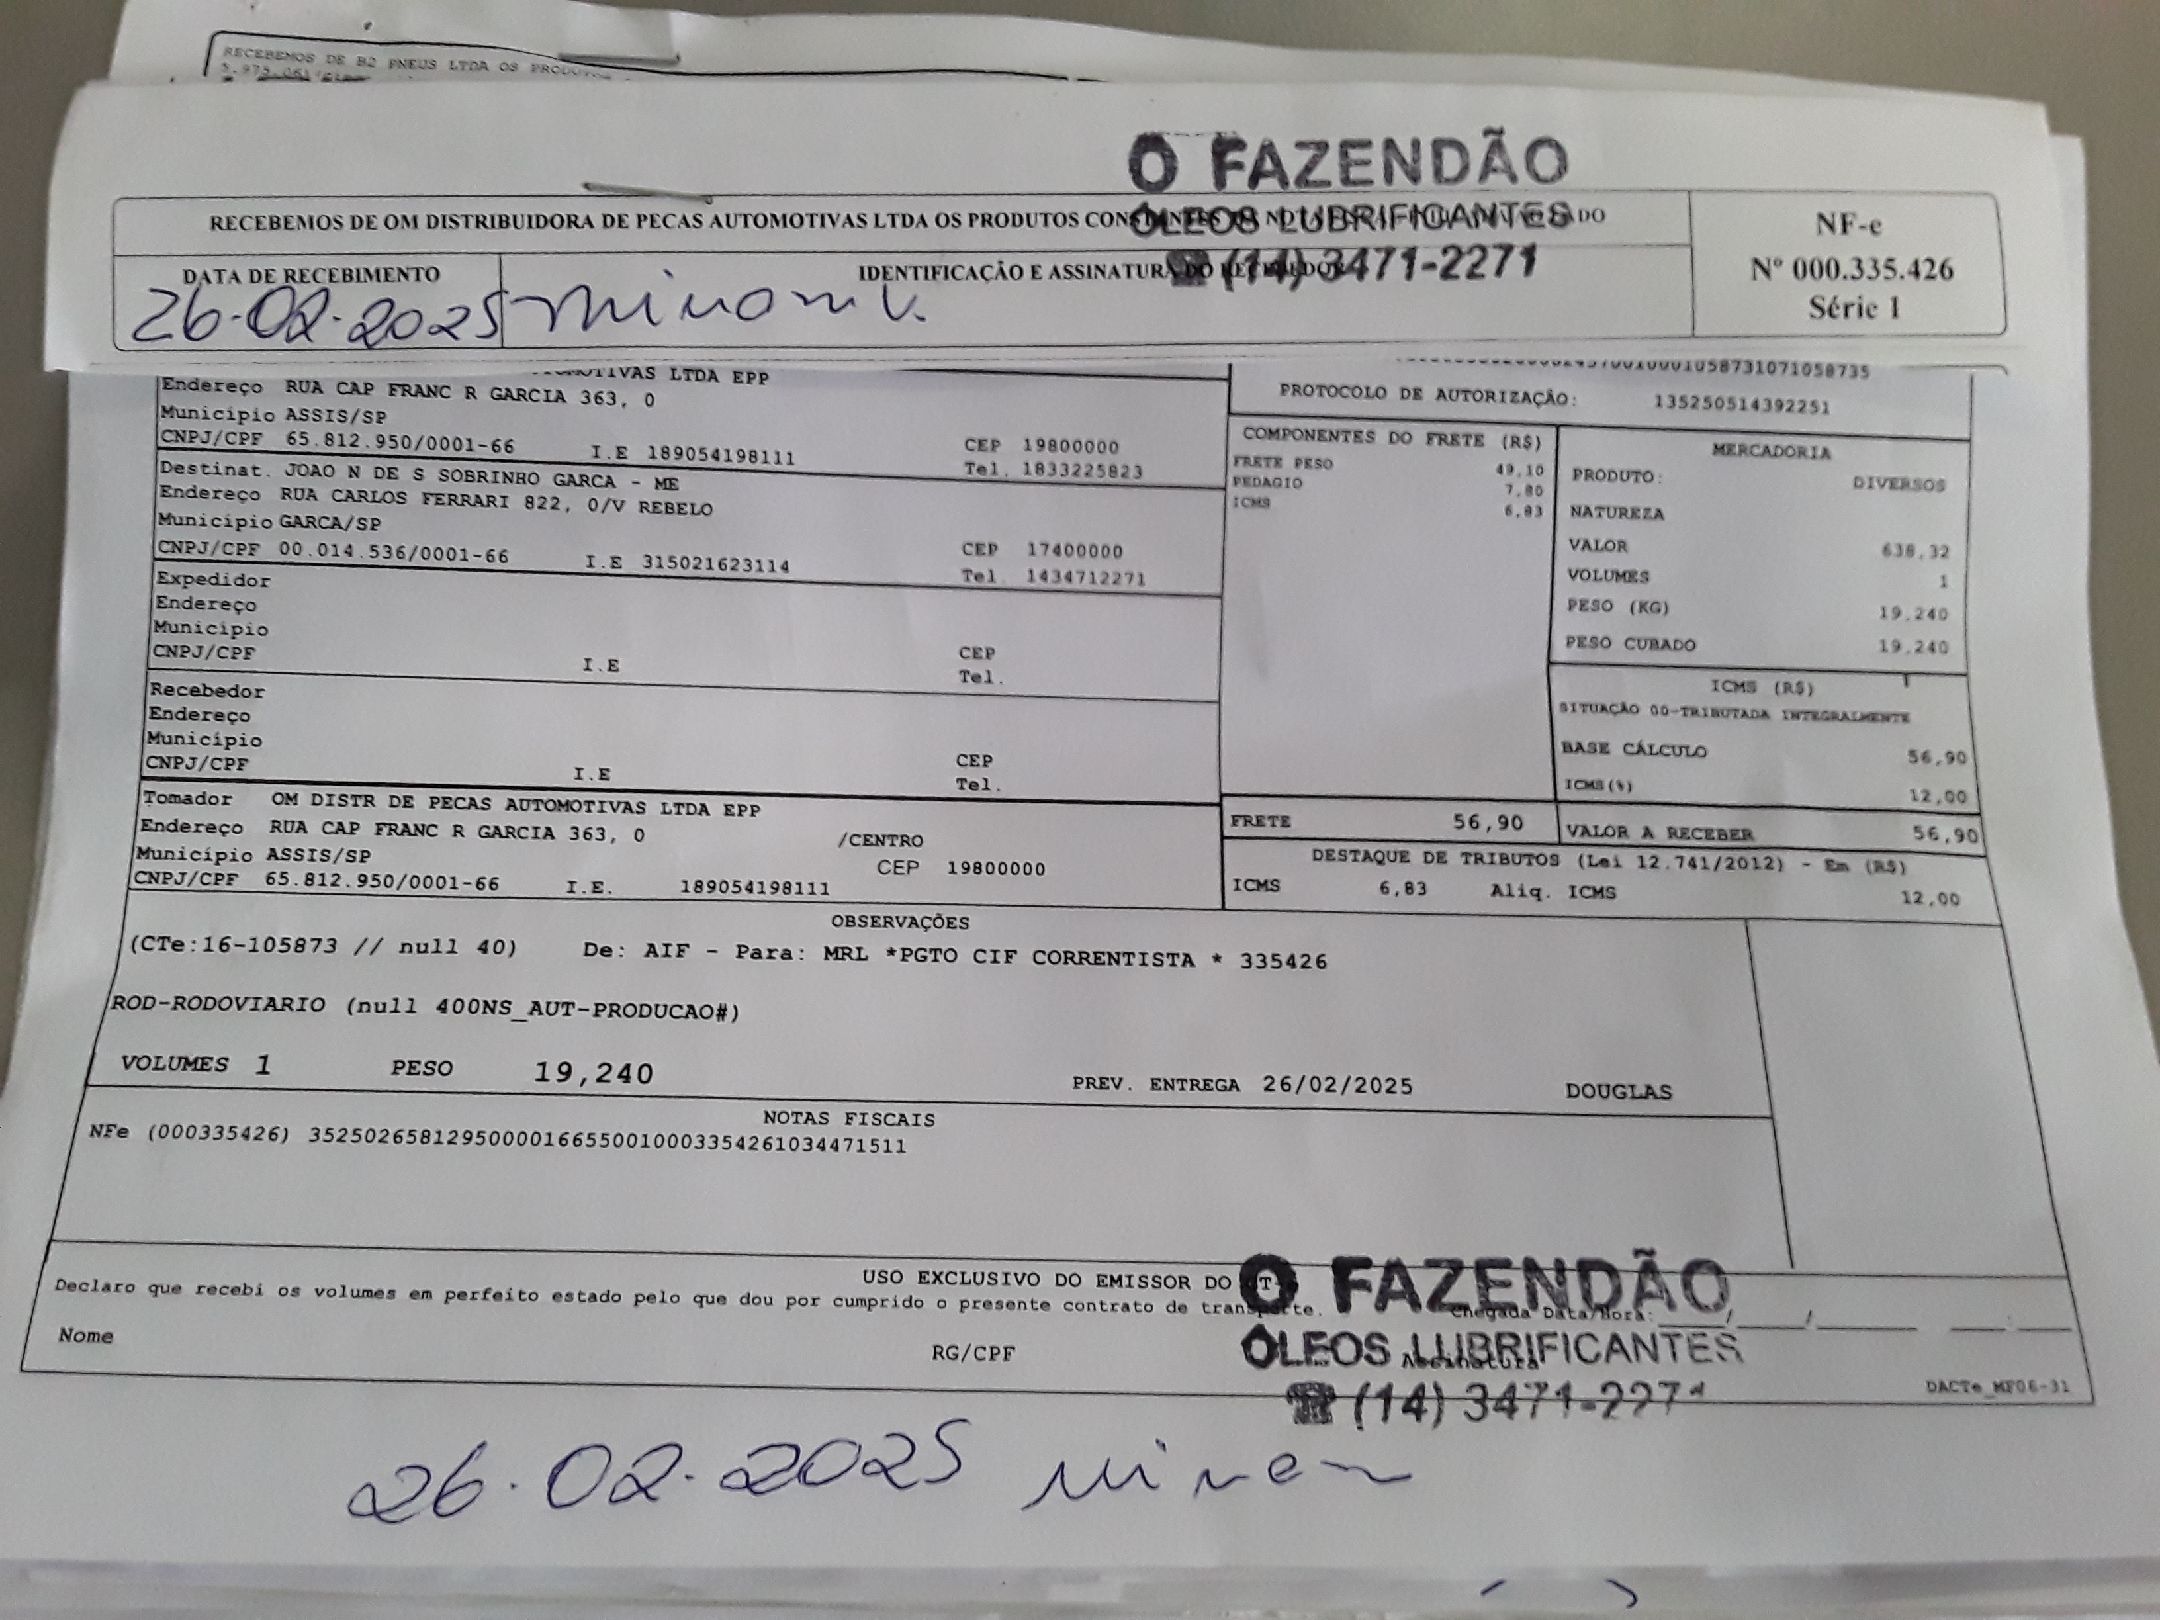 RECEBEMOS DE B2 PNEUS LTDA OS
O FAZENDÃO
RECEBEMOS DE OM DISTRIBUIDORA DE PECAS AUTOMOTIVAS LTDA OS PRODUTOS
ÓLEOS LUBRIFICANTES
(14) 3471-2271
NF-e
Nº 000.335.426
Série 1
DATA DE RECEBIMENTO
IDENTIFICAÇÃO E ASSINATURA DO RECEBEDOR
26-02-2025
LTDA EPP
Endereço RUA CAP FRANC R GARCIA 363, 0
Município ASSIS/SP
CNPJ/CPF 65.812.950/0001-66 I.E 189054198111
CEP 19800000
Tel. 1833225823
PROTOCOLO DE AUTORIZAÇÃO: 135250514392251
Destinat. JOAO N DE S SOBRINHO GARCA - ME
Endereço RUA CARLOS FERRARI 822, 0/V REBELO
Município GARCA/SP
CNPJ/CPF 00.014.536/0001-66 I.E 315021623114
CEP 17400000
Tel. 1434712271
Expedidor
Endereço
Município
CNPJ/CPF I.E
CEP
Tel.
Recebedor
Endereço
Município
CNPJ/CPF I.E
CEP
Tel.
Tomador OM DISTR DE PECAS AUTOMOTIVAS LTDA EPP
Endereço RUA CAP FRANC R GARCIA 363, 0 /CENTRO
Município ASSIS/SP CEP 19800000
CNPJ/CPF 65.812.950/0001-66 I.E. 189054198111
COMPONENTES DO FRETE (R$)
FRETE PESO 49,10
PEDAGIO 7,80
ICMS 6,83
MERCADORIA
PRODUTO: DIVERSOS
NATUREZA
VALOR 638,32
VOLUMES 1
PESO (KG) 19,240
PESO CUBADO 19,240
ICMS (R$)
SITUAÇÃO 00-TRIBUTADA INTEGRALMENTE
BASE CÁLCULO 56,90
ICMS(%) 12,00
FRETE 56,90
VALOR A RECEBER 56,90
DESTAQUE DE TRIBUTOS (Lei 12.741/2012) - Em (R$)
ICMS 6,83 Aliq. ICMS 12,00
OBSERVAÇÕES
(CTe:16-105873 // null 40) De: AIF - Para: MRL *PGTO CIF CORRENTISTA * 335426
ROD-RODOVIARIO (null 400NS_AUT-PRODUCAO#)
VOLUMES 1 PESO 19,240 PREV. ENTREGA 26/02/2025 DOUGLAS
NOTAS FISCAIS
NFe (000335426) 35250265812950000166550010003354261034471511
USO EXCLUSIVO DO EMISSOR DO
Declaro que recebi os volumes em perfeito estado pelo que dou por cumprido o presente contrato de transporte.
Chegada Data/Hora:
Nome
RG/CPF
Assinatura
O FAZENDÃO
ÓLEOS LUBRIFICANTES
(14) 3471-2271
DACTe_MF06-31
26.02.2025